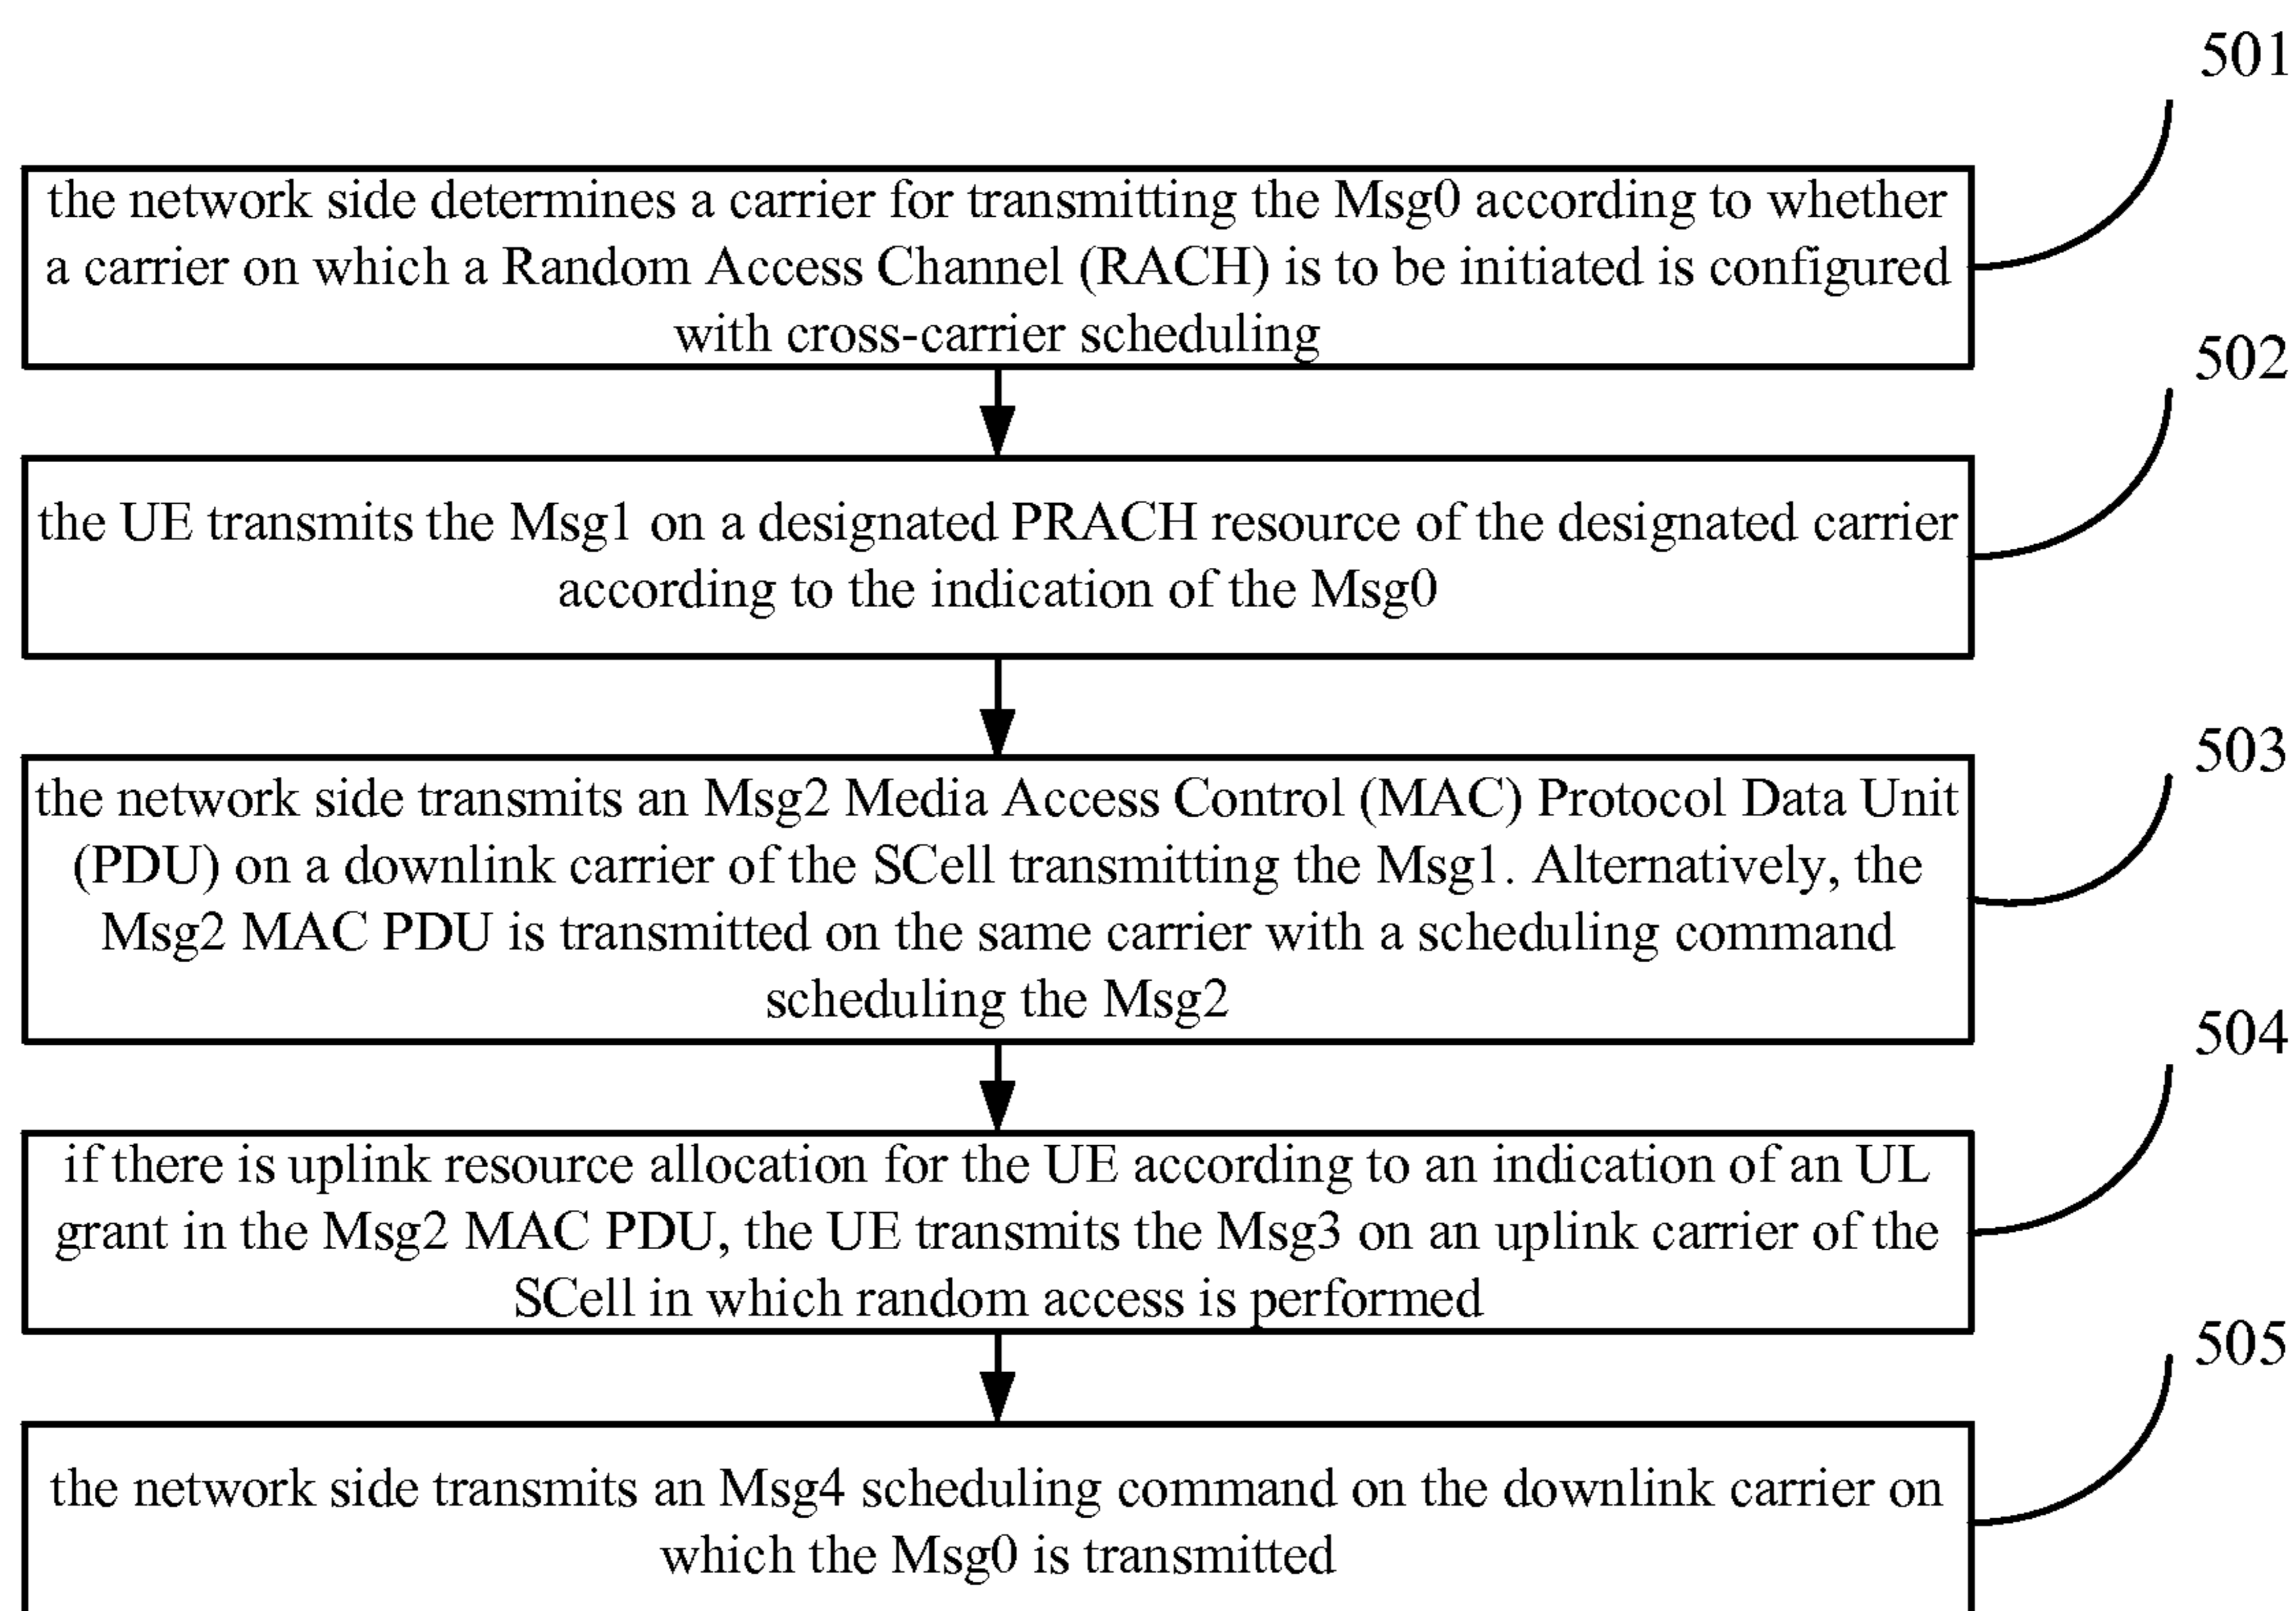 501
the network side determines a carrier for transmitting the Msg0 according to whether
a carrier on which a Random Access Channel (RACH) is to be initiated is configured
with cross-carrier scheduling
502
the UE transmits the Msg1 on a designated PRACH resource of the designated carrier
according to the indication of the Msg0
503
the network side transmits an Msg2 Media Access Control (MAC) Protocol Data Unit
(PDU) on a downlink carrier of the SCell transmitting the Msg1. Alternatively, the
Msg2 MAC PDU is transmitted on the same carrier with a scheduling command
scheduling the Msg2
504
if there is uplink resource allocation for the UE according to an indication of an UL
grant in the Msg2 MAC PDU, the UE transmits the Msg3 on an uplink carrier of the
SCell in which random access is performed
505
the network side transmits an Msg4 scheduling command on the downlink carrier on
which the Msg0 is transmitted